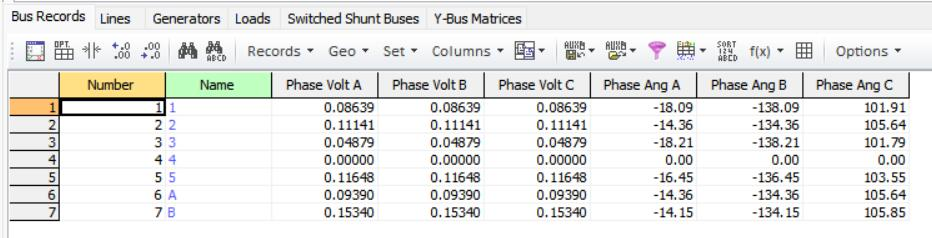 Bus Records Lines Generators Loads Switched Shunt Buses Y-Bus Matrices
Records Geo Set Columns f(x) Options
Number Name Phase Volt A Phase Volt B Phase Volt C Phase Ang A Phase Ang B Phase Ang C
1 1 1 0.08639 0.08639 0.08639 -18.09 -138.09 101.91
2 2 2 0.11141 0.11141 0.11141 -14.36 -134.36 105.64
3 3 3 0.04879 0.04879 0.04879 -18.21 -138.21 101.79
4 4 4 0.00000 0.00000 0.00000 0.00 0.00 0.00
5 5 5 0.11648 0.11648 0.11648 -16.45 -136.45 103.55
6 6 A 0.09390 0.09390 0.09390 -14.36 -134.36 105.64
7 7 B 0.15340 0.15340 0.15340 -14.15 -134.15 105.85